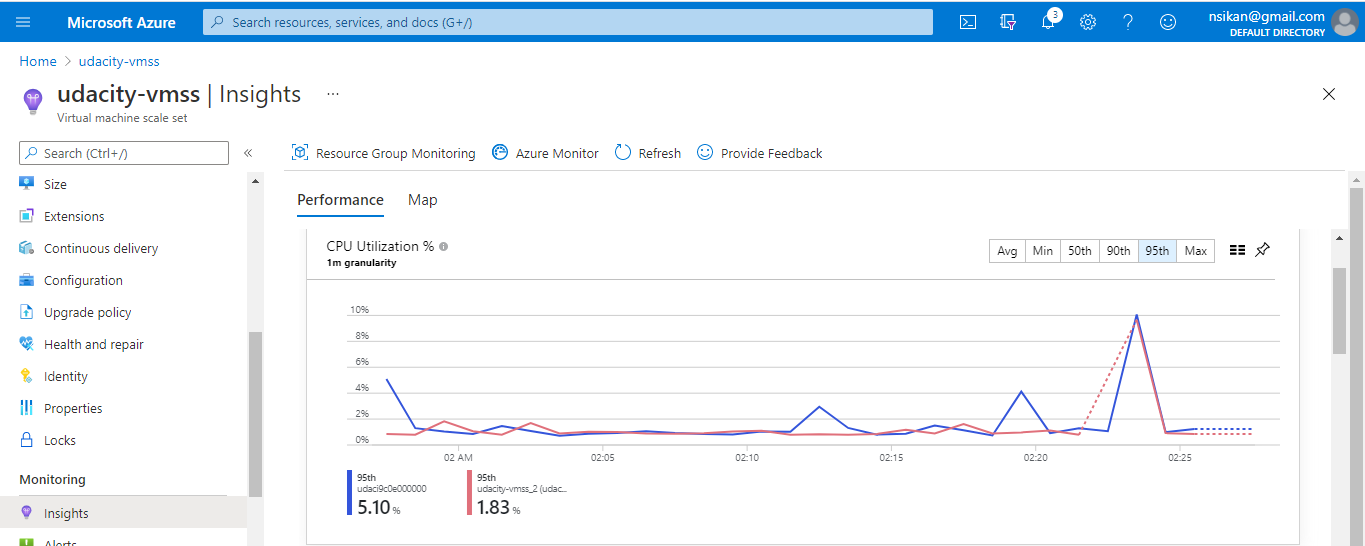 Microsoft Azure
Search resources, services, and docs (G+/)
3
nsikan@gmail.com
DEFAULT DIRECTORY
Home > udacity-vmss
udacity-vmss | Insights ...
Virtual machine scale set
Search (Ctrl+/)
«
Resource Group Monitoring
Azure Monitor
Refresh
Provide Feedback
Size
Extensions
Continuous delivery
Configuration
Upgrade policy
Health and repair
Identity
Properties
Locks
Monitoring
Insights
Alerts
Performance
Map
CPU Utilization %
1m granularity
Avg
Min
50th
90th
95th
Max
10%
8%
6%
4%
2%
0%
02 AM
02:05
02:10
02:15
02:20
02:25
95th
udaci9c0e000000
5.10 %
95th
udacity-vmss_2 (udac...
1.83 %